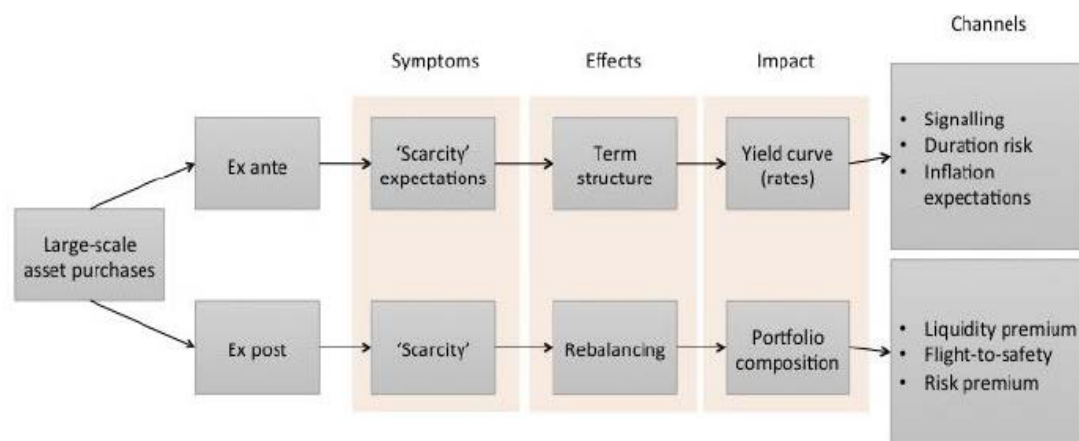 Channels
Symptoms
Effects
Impact
• Signalling
• Duration risk
• Inflation
expectations
Ex ante
‘Scarcity’
expectations
Term
structure
Yield curve
(rates)
Large-scale
asset purchases
Ex post
‘Scarcity’
Rebalancing
Portfolio
composition
• Liquidity premium
• Flight-to-safety
• Risk premium